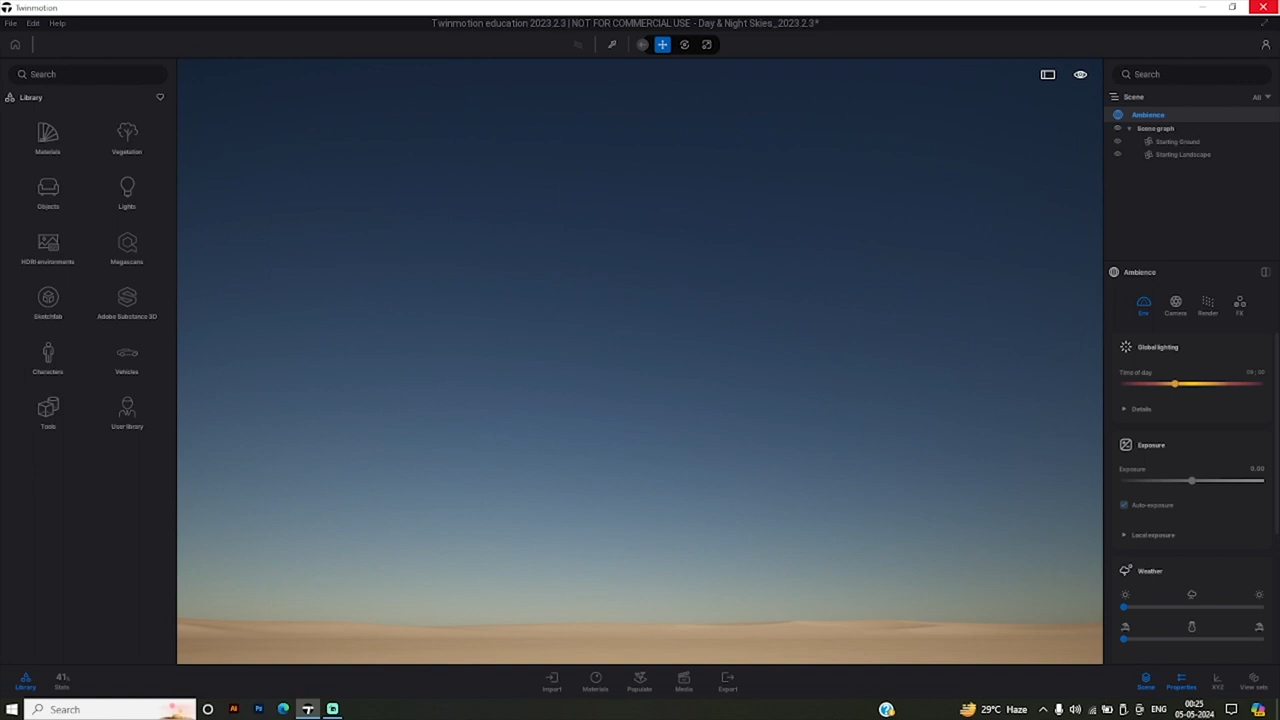 Twinmotion
File Edit Help
Twinmotion education 2023.2.3 | NOT FOR COMMERCIAL USE - Day & Night Skies_2023.2.3*
Search
Library
Materials
Vegetation
Objects
Lights
HDRI environments
Megascans
Sketchfab
Adobe Substance 3D
Characters
Vehicles
Tools
User library
Search
Scene
All
Ambience
Scene graph
Starting Ground
Starting Landscape
Ambience
Env
Camera
Render
FX
Global lighting
Time of day
Details
Exposure
Exposure 0.00
Auto-exposure
Local exposure
Weather
Library
41%
Stats
Import
Materials
Populate
Media
Export
Scene
Properties
XYZ
View sets
Search
29°C Haze
ENG
00:25
05-05-2024